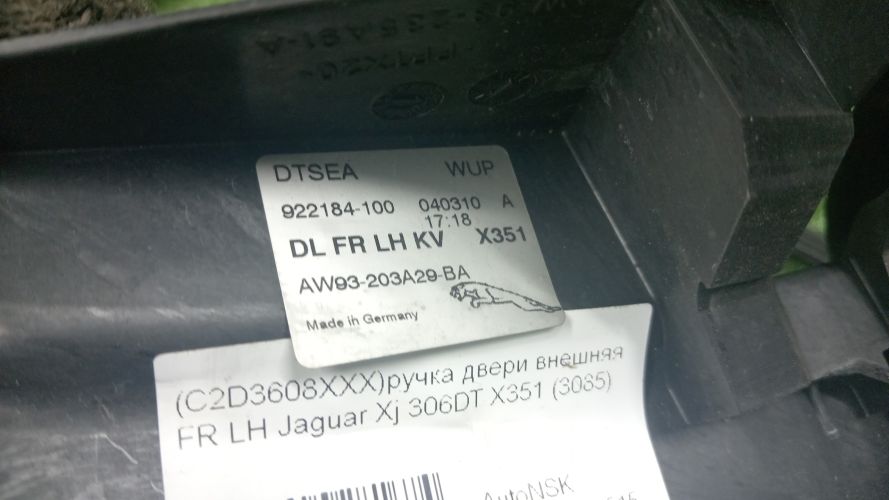 DTSEA WUP
922184-100 040310 A
17:18
DL FR LH KV X351
AW93-203A29-BA
Made in Germany
(C2D3608XXX)ручка двери внешняя
FR LH Jaguar Xj 306DT X351 (3085)
AutoNSK